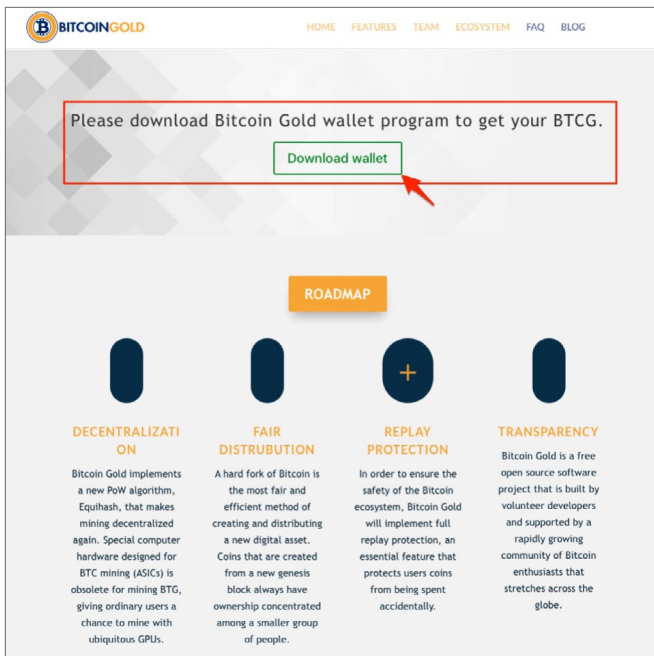 BITCOINGOLD
HOME FEATURES TEAM ECOSYSTEM FAQ BLOG
Please download Bitcoin Gold wallet program to get your BTCG.
Download wallet
ROADMAP
DECENTRALIZATI
ON
Bitcoin Gold implements
a new PoW algorithm,
Equihash, that makes
mining decentralized
again. Special computer
hardware designed for
BTC mining (ASICs) is
obsolete for mining BTG,
giving ordinary users a
chance to mine with
ubiquitous GPUs.
FAIR
DISTRUBUTION
A hard fork of Bitcoin is
the most fair and
efficient method of
creating and distributing
a new digital asset.
Coins that are created
from a new genesis
block always have
ownership concentrated
among a smaller group
of people.
REPLAY
PROTECTION
In order to ensure the
safety of the Bitcoin
ecosystem, Bitcoin Gold
will implement full
replay protection, an
essential feature that
protects users coins
from being spent
accidentally.
TRANSPARENCY
Bitcoin Gold is a free
open source software
project that is built by
volunteer developers
and supported by a
rapidly growing
community of Bitcoin
enthusiasts that
stretches across the
globe.